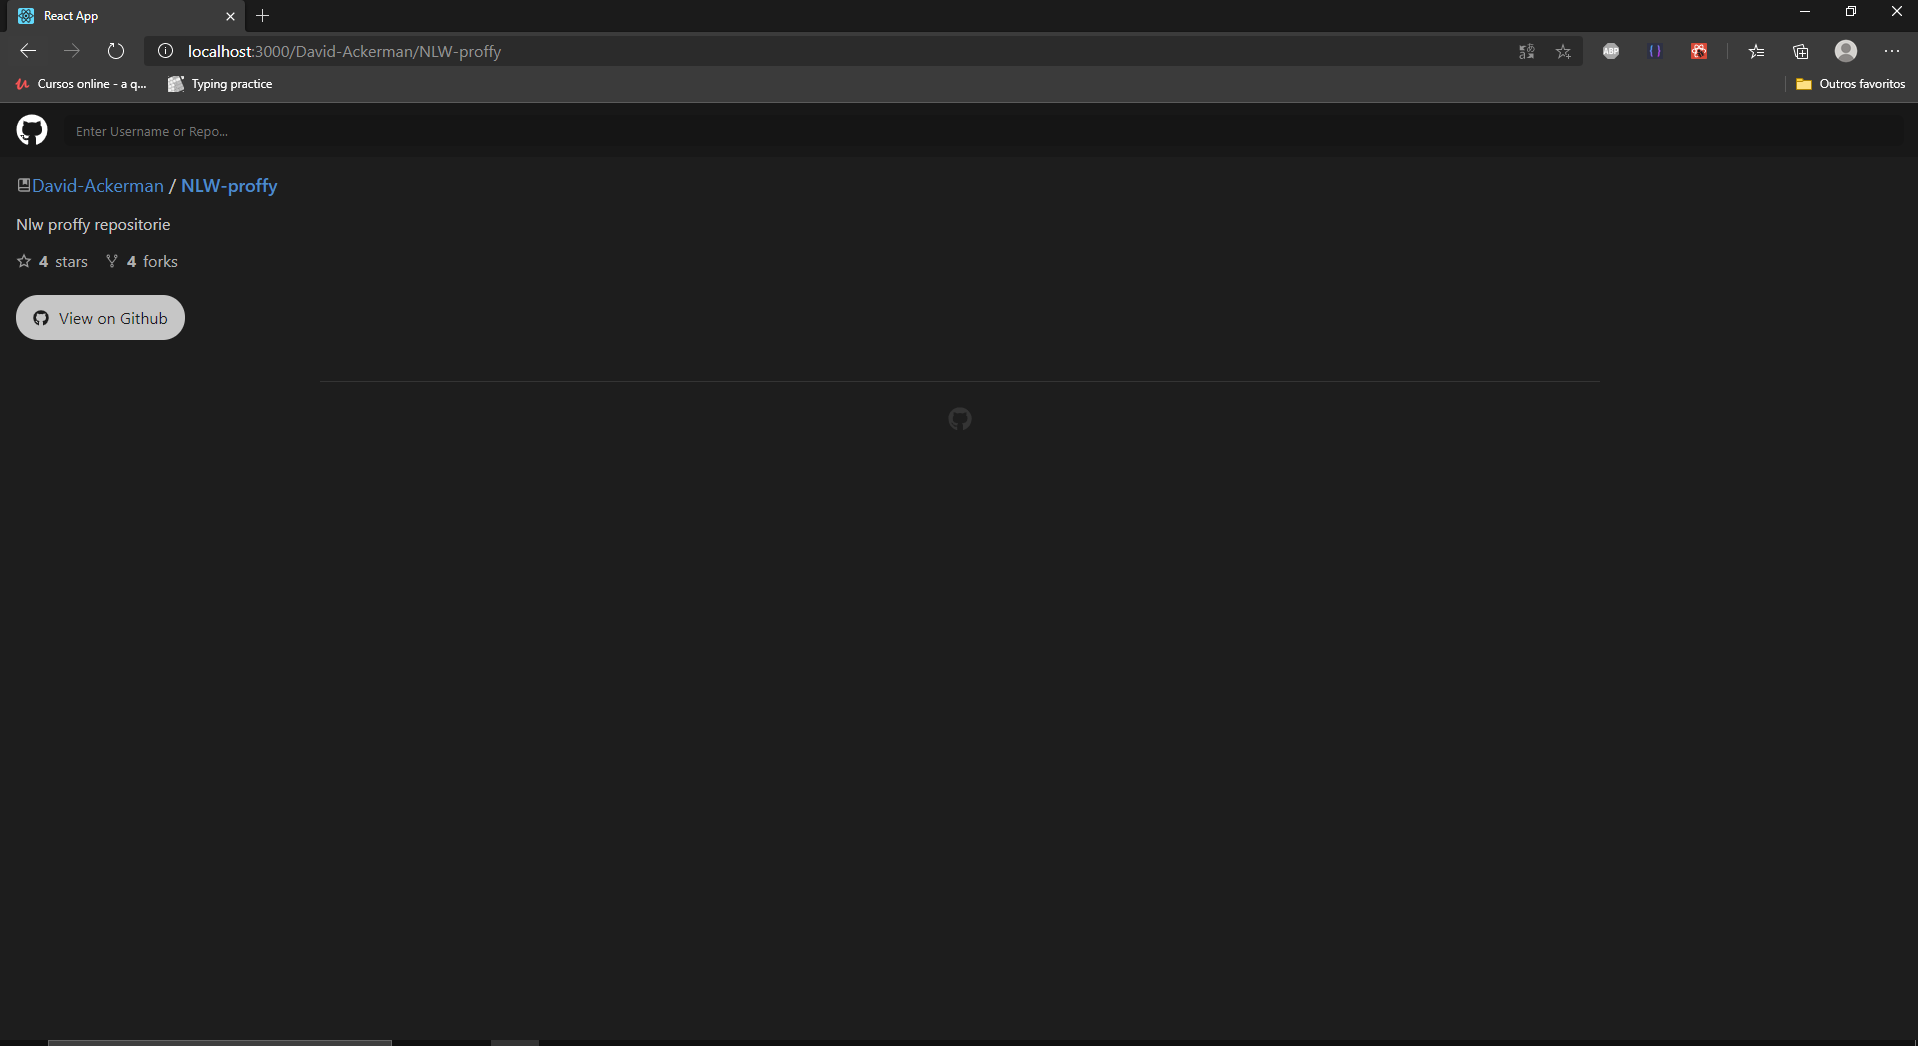 React App
localhost:3000/David-Ackerman/NLW-proffy
ABP
Cursos online - a q...
Typing practice
Outros favoritos
Enter Username or Repo...
David-Ackerman / NLW-proffy
Nlw proffy repositorie
4 stars 4 forks
View on Github